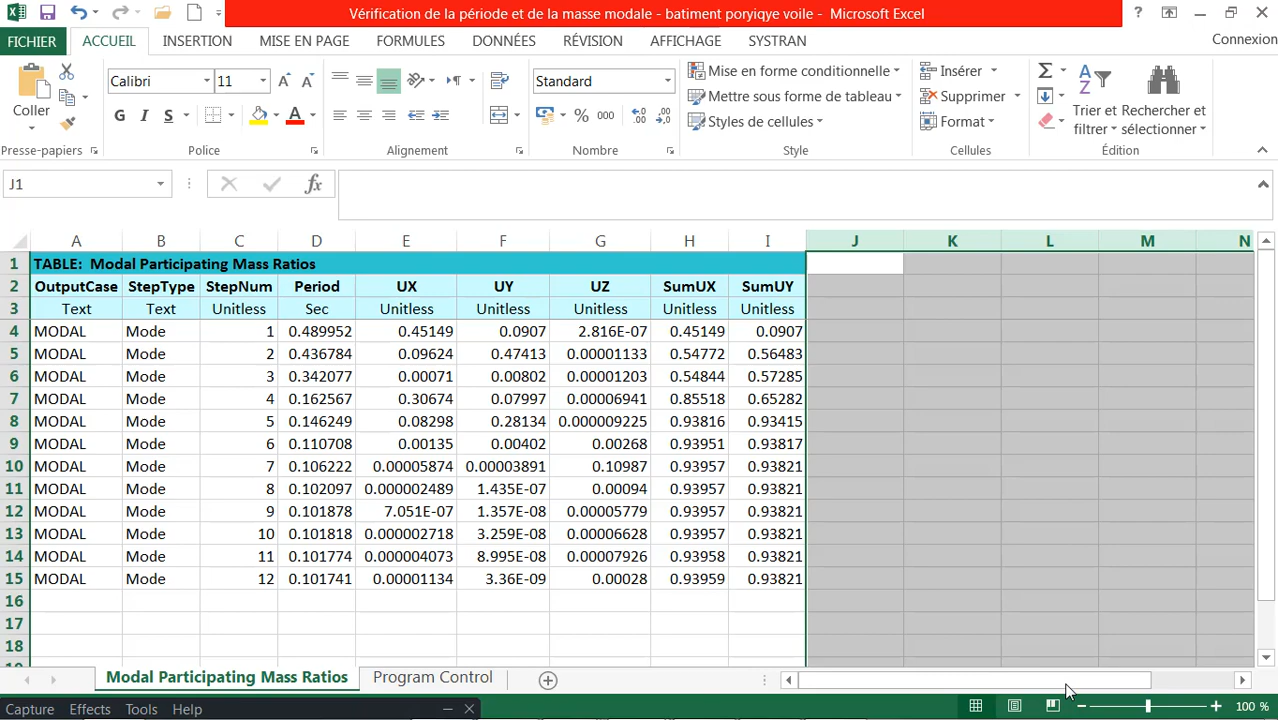 Vérification de la période et de la masse modale - batiment poryiqye voile - Microsoft Excel
?
FICHIER ACCUEIL INSERTION MISE EN PAGE FORMULES DONNÉES RÉVISION AFFICHAGE SYSTRAN Connexion
Coller
Presse-papiers
Calibri 11
G I S A
Police
Alignement
Standard
% 000
Nombre
Mise en forme conditionnelle
Mettre sous forme de tableau
Styles de cellules
Style
Insérer
Supprimer
Format
Cellules
Trier et filtrer
Rechercher et sélectionner
Édition
J1 fx
A B C D E F G H I J K L M N
1 TABLE: Modal Participating Mass Ratios
2 OutputCase StepType StepNum Period UX UY UZ SumUX SumUY
3 Text Text Unitless Sec Unitless Unitless Unitless Unitless Unitless
4 MODAL Mode 1 0.489952 0.45149 0.0907 2.816E-07 0.45149 0.0907
5 MODAL Mode 2 0.436784 0.09624 0.47413 0.00001133 0.54772 0.56483
6 MODAL Mode 3 0.342077 0.00071 0.00802 0.00001203 0.54844 0.57285
7 MODAL Mode 4 0.162567 0.30674 0.07997 0.00006941 0.85518 0.65282
8 MODAL Mode 5 0.146249 0.08298 0.28134 0.000009225 0.93816 0.93415
9 MODAL Mode 6 0.110708 0.00135 0.00402 0.00268 0.93951 0.93817
10 MODAL Mode 7 0.106222 0.00005874 0.00003891 0.10987 0.93957 0.93821
11 MODAL Mode 8 0.102097 0.000002489 1.435E-07 0.00094 0.93957 0.93821
12 MODAL Mode 9 0.101878 7.051E-07 1.357E-08 0.00005779 0.93957 0.93821
13 MODAL Mode 10 0.101818 0.000002718 3.259E-08 0.00006628 0.93957 0.93821
14 MODAL Mode 11 0.101774 0.000004073 8.995E-08 0.00007926 0.93958 0.93821
15 MODAL Mode 12 0.101741 0.00001134 3.36E-09 0.00028 0.93959 0.93821
16
17
18
Modal Participating Mass Ratios Program Control
Capture Effects Tools Help 100 %